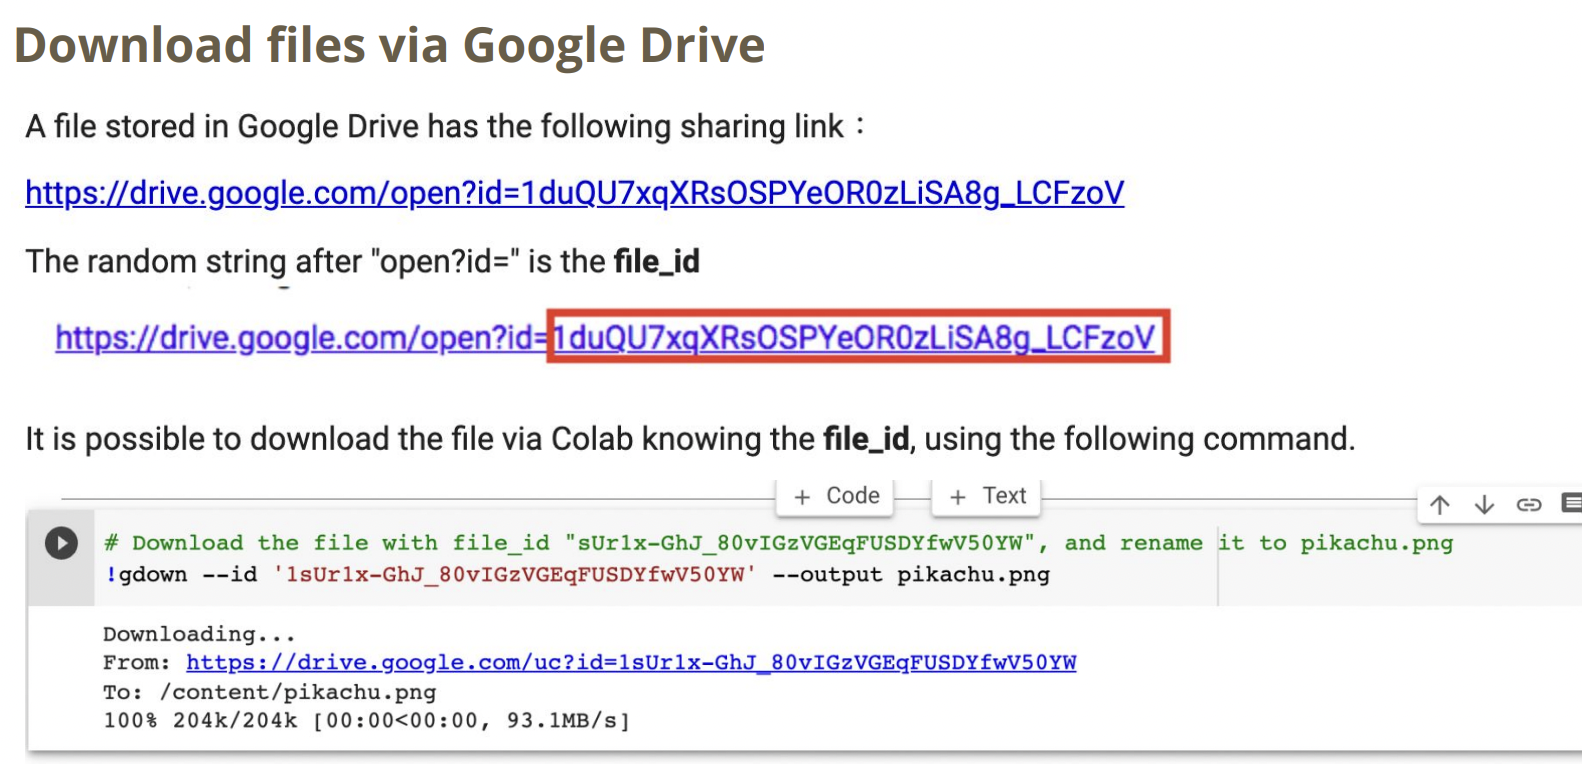 Download files via Google Drive
A file stored in Google Drive has the following sharing link：
https://drive.google.com/open?id=1duQU7xqXRsOSPYeOR0zLiSA8g_LCFzoV
The random string after "open?id=" is the file_id
https://drive.google.com/open?id=1duQU7xqXRsOSPYeOR0zLiSA8g_LCFzoV
It is possible to download the file via Colab knowing the file_id, using the following command.
+ Code + Text
# Download the file with file_id "sUr1x-GhJ_80vIGzVGEqFUSDYfwV50YW", and rename it to pikachu.png
!gdown --id '1sUr1x-GhJ_80vIGzVGEqFUSDYfwV50YW' --output pikachu.png
Downloading...
From: https://drive.google.com/uc?id=1sUr1x-GhJ_80vIGzVGEqFUSDYfwV50YW
To: /content/pikachu.png
100% 204k/204k [00:00<00:00, 93.1MB/s]